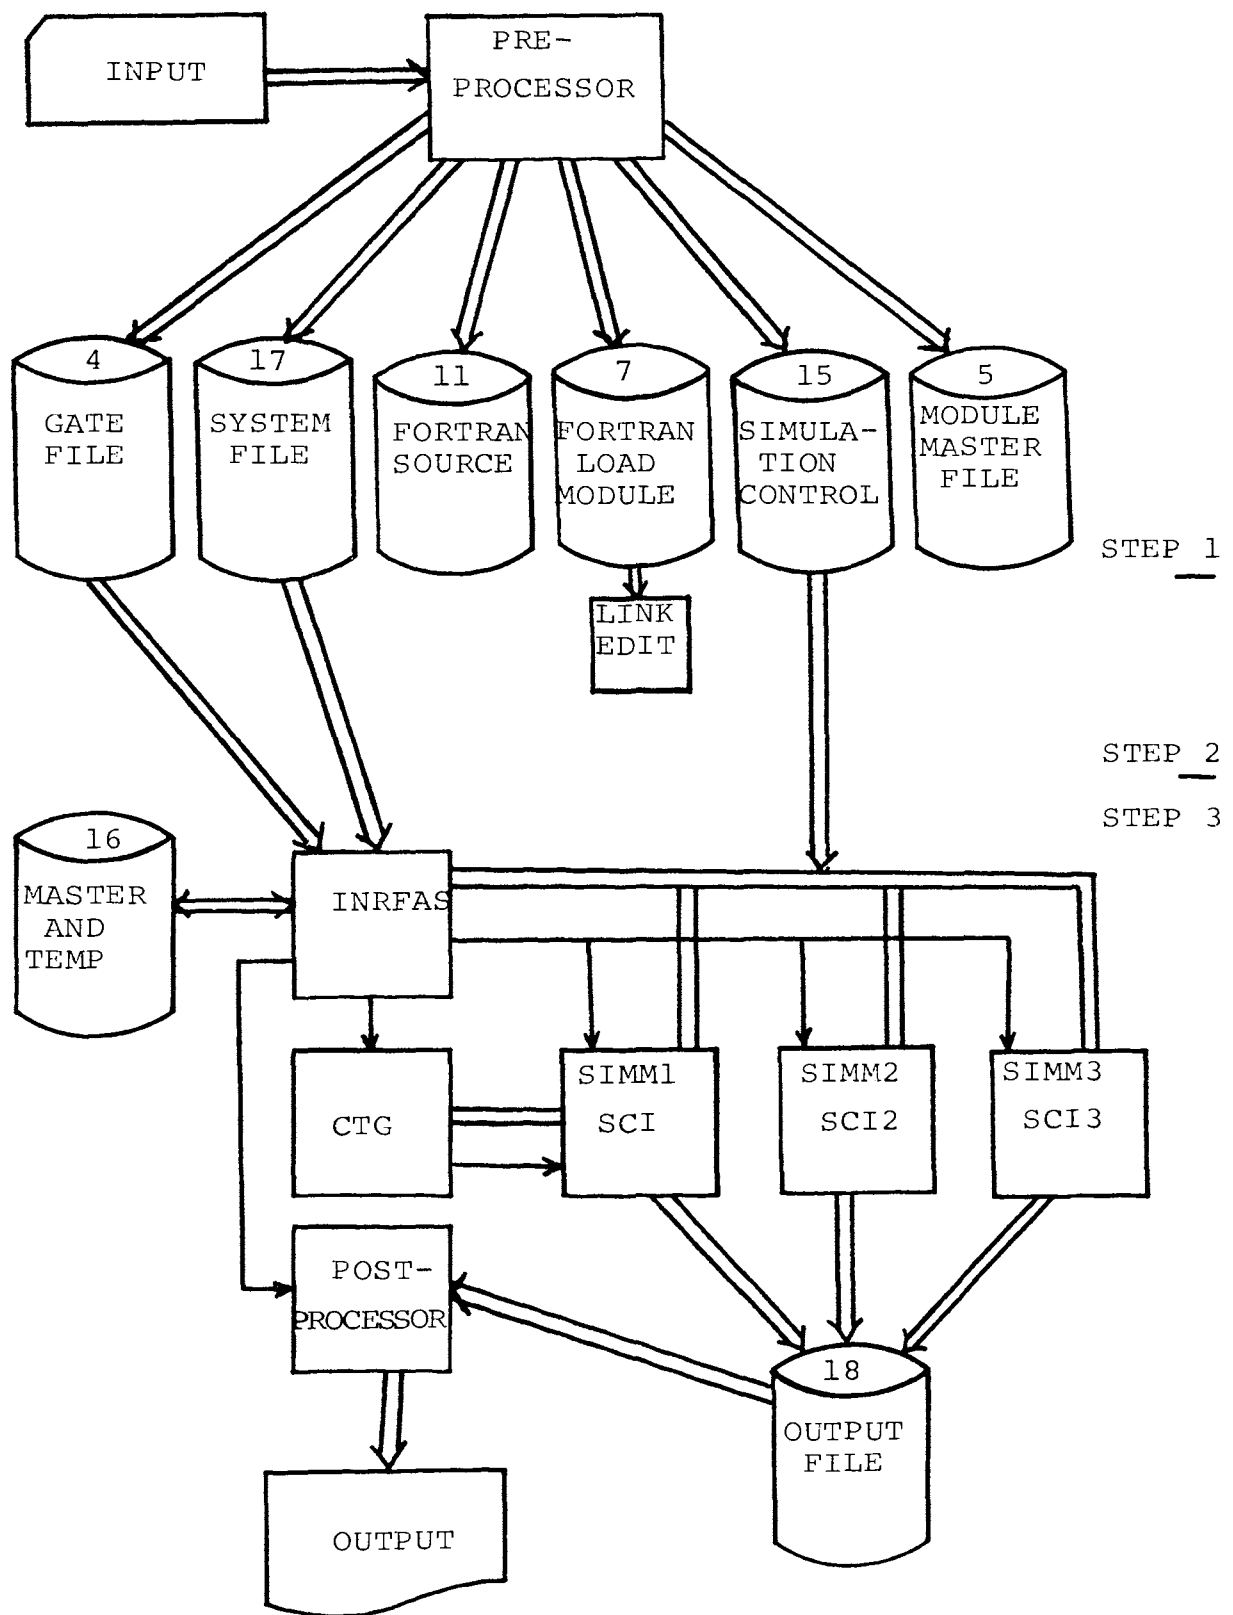 INPUT
PRE-
PROCESSOR
4
GATE
FILE
17
SYSTEM
FILE
11
FORTRAN
SOURCE
7
FORTRAN
LOAD
MODULE
15
SIMULA-
TION
CONTROL
5
MODULE
MASTER
FILE
STEP 1
LINK
EDIT
STEP 2
STEP 3
16
MASTER
AND
TEMP
INRFAS
CTG
SIMM1
SCI
SIMM2
SCI2
SIMM3
SCI3
POST-
PROCESSOR
18
OUTPUT
FILE
OUTPUT